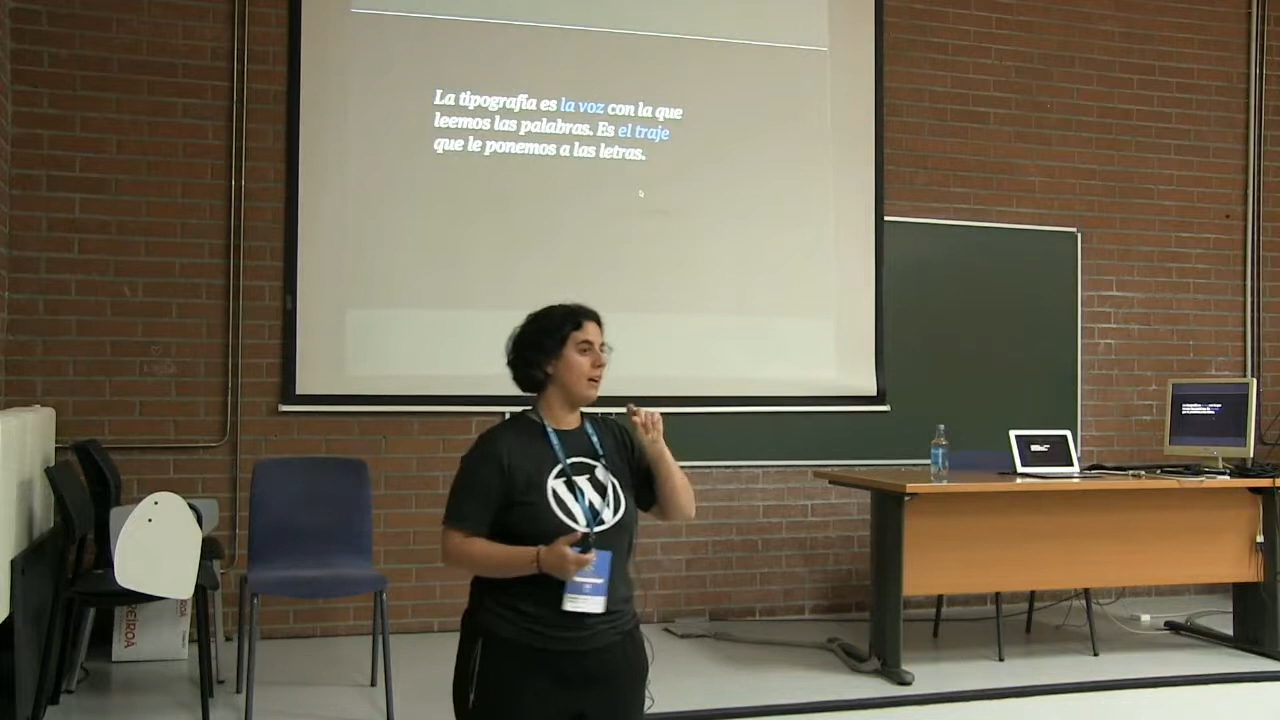 La tipografía es la voz con la que
leemos las palabras. Es el traje
que le ponemos a las letras.
W